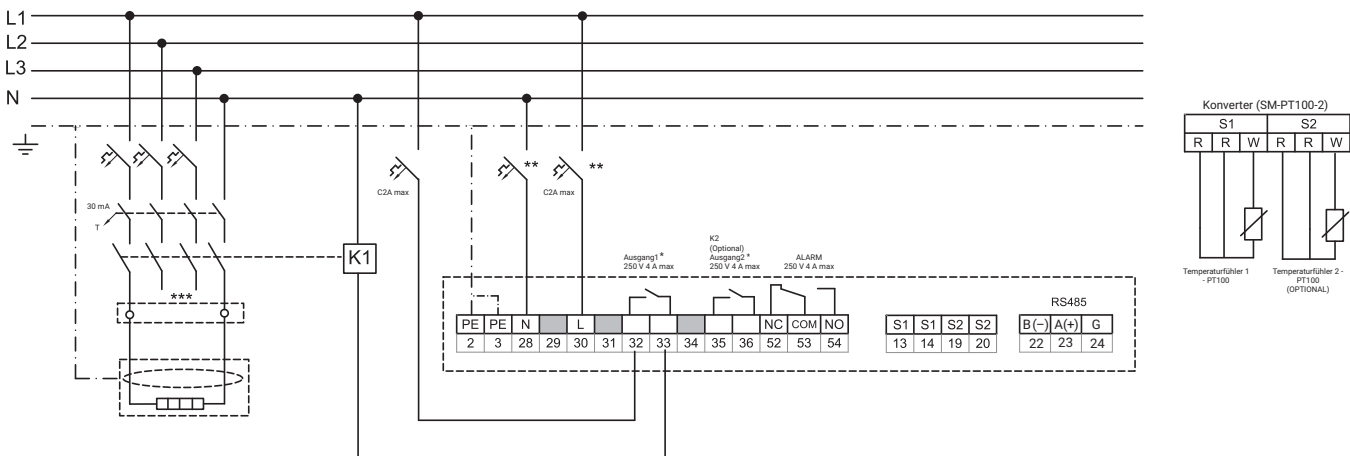 L1
L2
L3
N
Konverter (SM-PT100-2)
S1 S2
R R W R R W
** **
C2A max C2A max
30 mA
T
K1
K2
(Optional)
Ausgang1* Ausgang2* ALARM
250 V 4 A max 250 V 4 A max 250 V 4 A max
Temperaturfühler 1
- PT100
Temperaturfühler 2 -
PT100
(OPTIONAL)
***
RS485
PE PE N L NC COM NO S1 S1 S2 S2 B(−) A(+) G
2 3 28 29 30 31 32 33 34 35 36 52 53 54 13 14 19 20 22 23 24